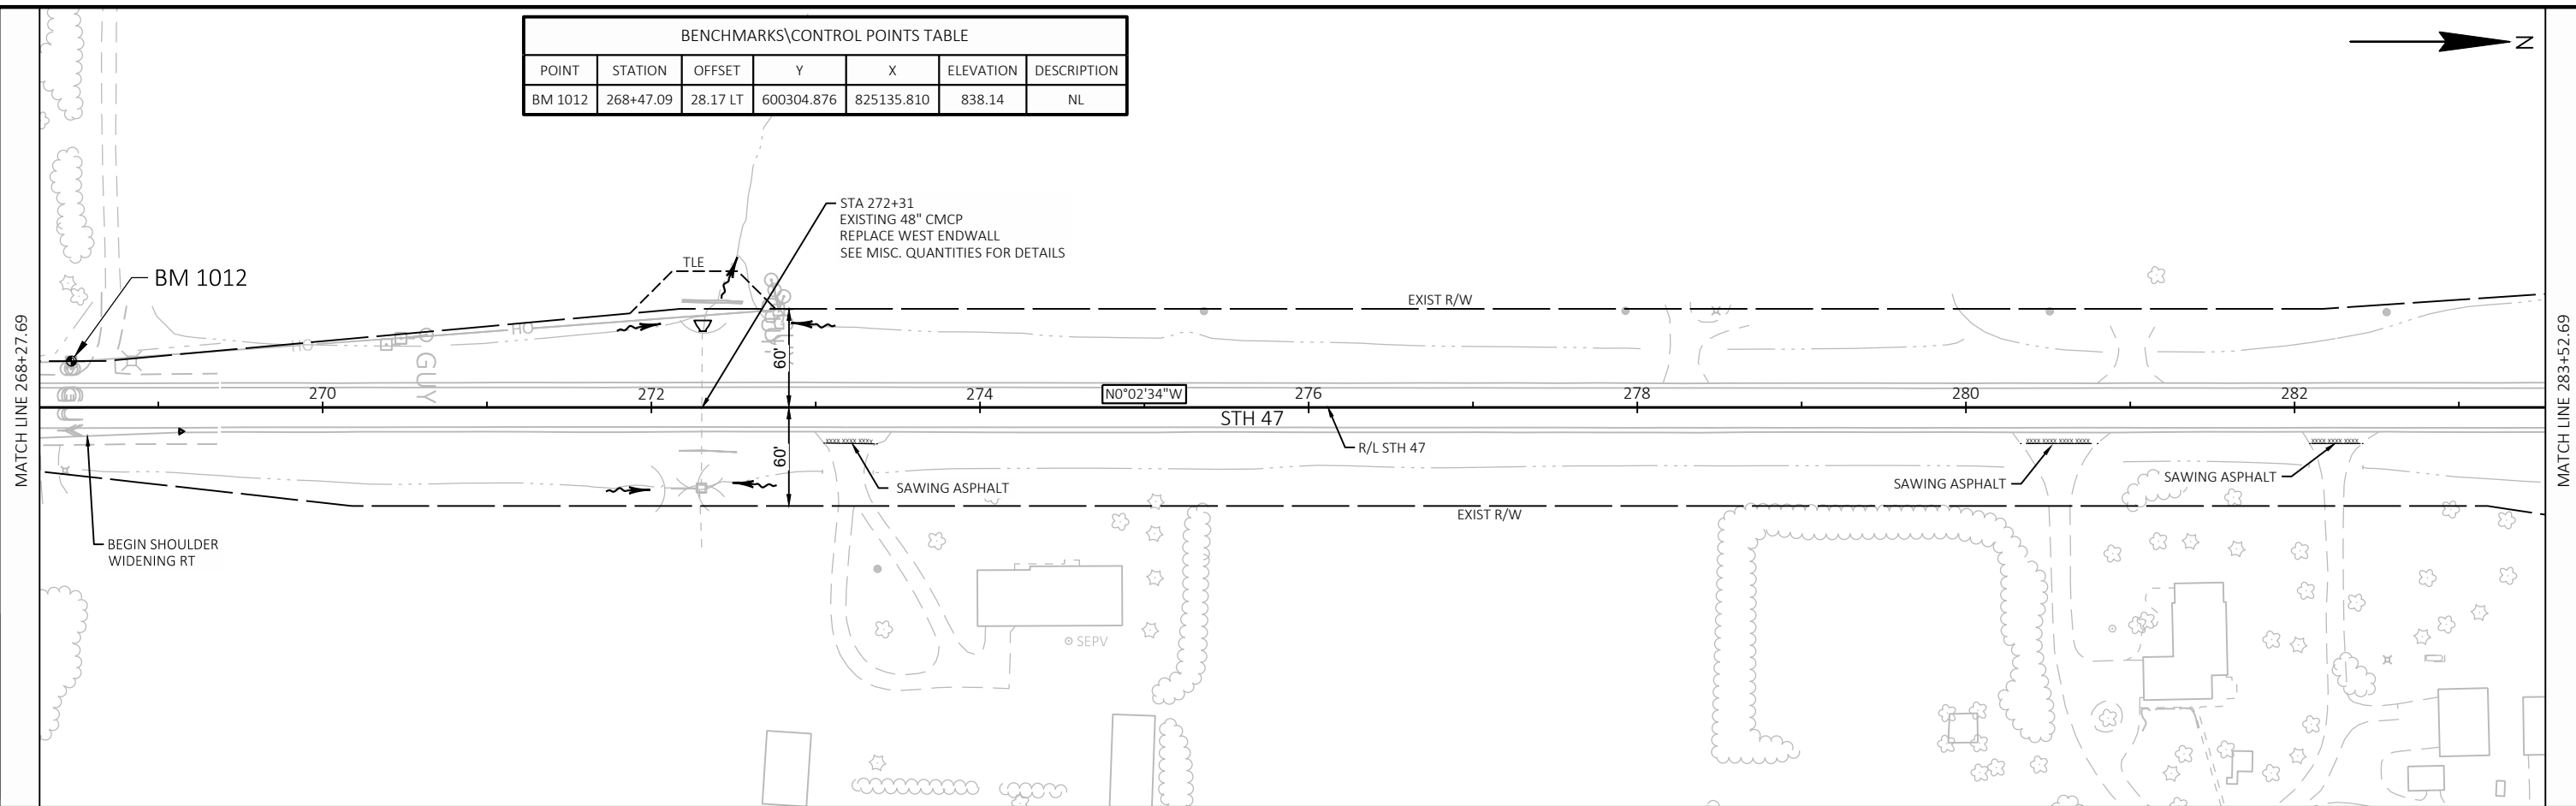 BENCHMARKS\CONTROL POINTS TABLE
POINT STATION OFFSET Y X ELEVATION DESCRIPTION
BM 1012 268+47.09 28.17 LT 600304.876 825135.810 838.14 NL
N
STA 272+31
EXISTING 48" CMCP
REPLACE WEST ENDWALL
SEE MISC. QUANTITIES FOR DETAILS
TLE
BM 1012
EXIST R/W
OH
OH
GUY
60'
MATCH LINE 268+27.69
MATCH LINE 283+52.69
270 272 274 276 278 280 282
N0°02'34"W
STH 47
R/L STH 47
60'
SAWING ASPHALT
SAWING ASPHALT
SAWING ASPHALT
EXIST R/W
BEGIN SHOULDER
WIDENING RT
SEPV